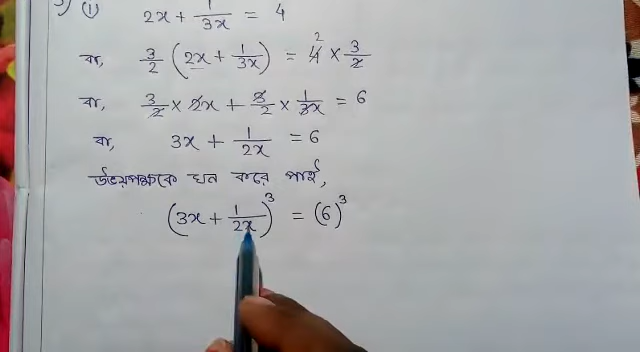 (i) 2x + 1/3x = 4
বা, 3/2 (2x + 1/3x) = 4 2 × 3/2
বা, 3/2 × 2x + 3/2 × 1/3x = 6
বা, 3x + 1/2x = 6
উভয়পক্ষকে ঘন করে পাই,
(3x + 1/2x)³ = (6)³